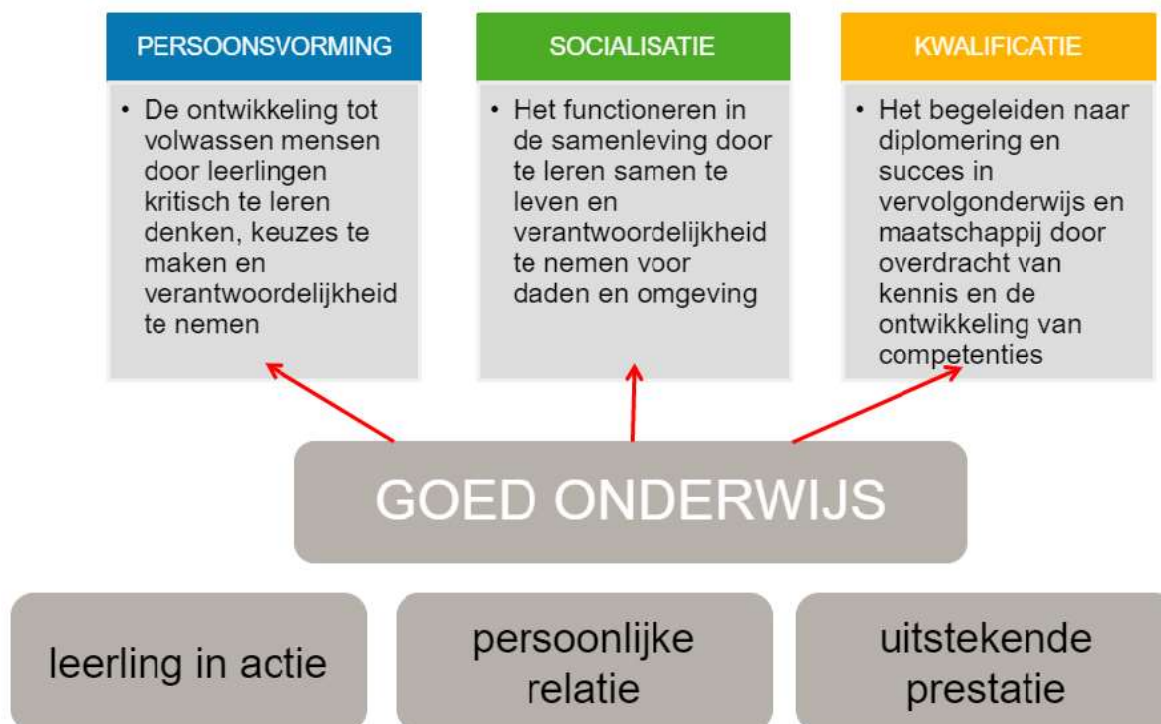 PERSOONSVORMING
• De ontwikkeling tot
volwassen mensen
door leerlingen
kritisch te leren
denken, keuzes te
maken en
verantwoordelijkheid
te nemen
SOCIALISATIE
• Het functioneren in
de samenleving door
te leren samen te
leven en
verantwoordelijkheid
te nemen voor
daden en omgeving
KWALIFICATIE
• Het begeleiden naar
diplomering en
succes in
vervolgonderwijs en
maatschappij door
overdracht van
kennis en de
ontwikkeling van
competenties
GOED ONDERWIJS
leerling in actie
persoonlijke
relatie
uitstekende
prestatie